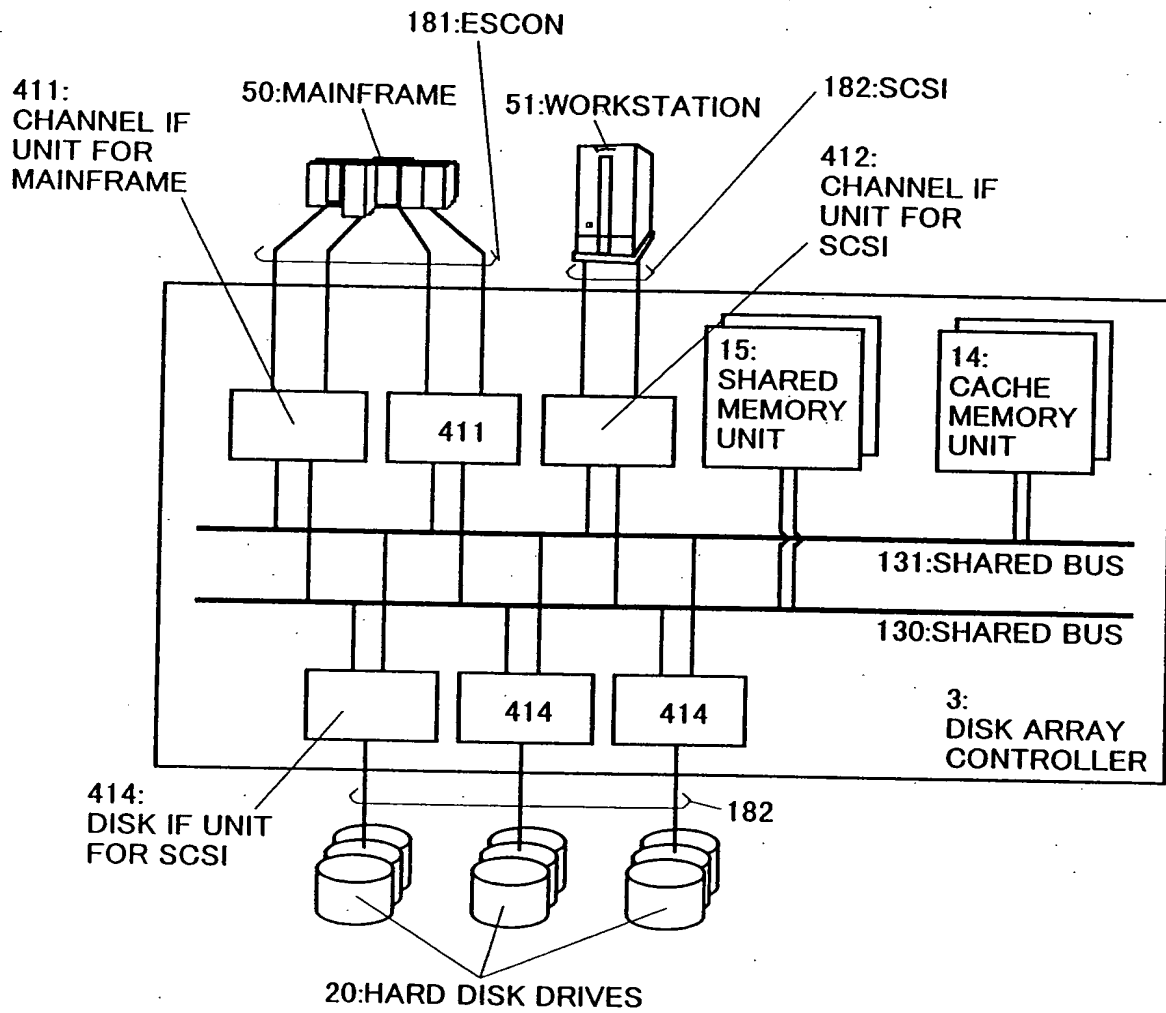 181:ESCON
411:
CHANNEL IF
UNIT FOR
MAINFRAME
50:MAINFRAME
51:WORKSTATION
182:SCSI
412:
CHANNEL IF
UNIT FOR
SCSI
411
15:
SHARED
MEMORY
UNIT
14:
CACHE
MEMORY
UNIT
131:SHARED BUS
130:SHARED BUS
414
414
3:
DISK ARRAY
CONTROLLER
414:
DISK IF UNIT
FOR SCSI
182
20:HARD DISK DRIVES